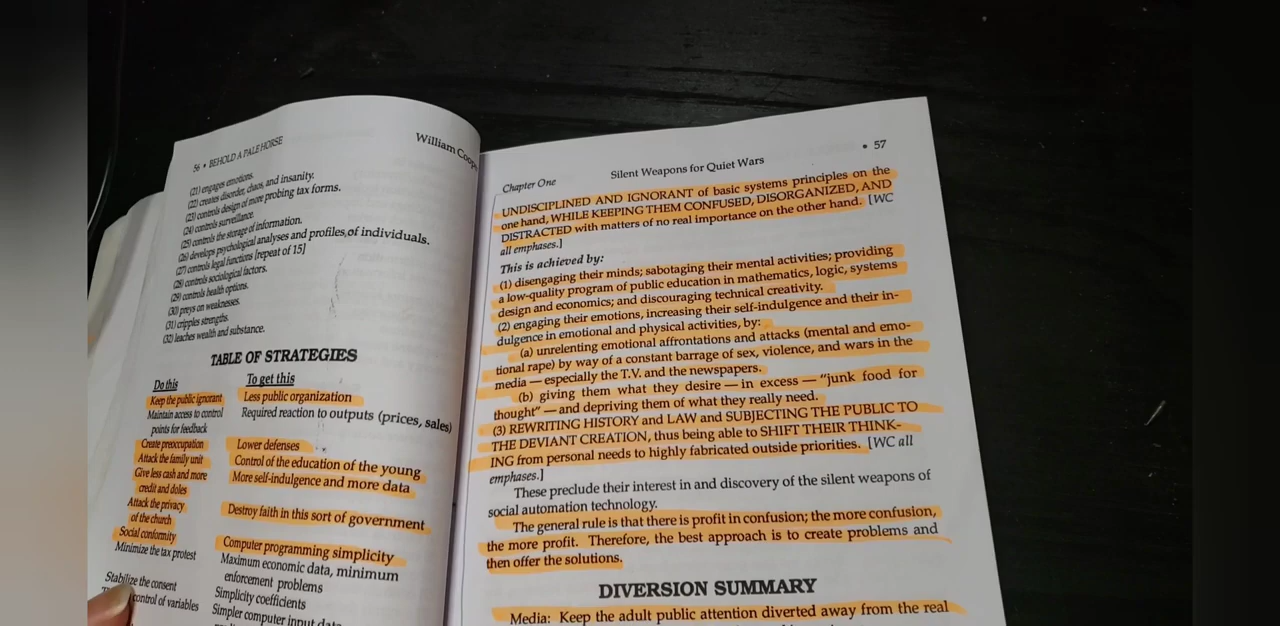 56 • BEHOLD A PALE HORSE
William
(21) engages emotions.
(22) creates disorder, chaos, and insanity.
(23) controls design of more probing tax forms.
(24) controls surveillance.
(25) controls the storage of information.
(26) develops psychological analyses and profiles of individuals.
(27) controls legal functions [repeat of 15]
(28) controls sociological factors.
(29) controls health options.
(30) preys on weaknesses.
(31) cripples strengths.
(32) leaches wealth and substance.
TABLE OF STRATEGIES
Do this To get this
Keep the public ignorant Less public organization
Maintain access to control Required reaction to outputs (prices, sales)
points for feedback
Create preoccupation Lower defenses
Attack the family unit Control of the education of the young
Give less cash and more More self-indulgence and more data
credit and doles
Attack the privacy Destroy faith in this sort of government
of the church
Social conformity Computer programming simplicity
Minimize the tax protest Maximum economic data, minimum
enforcement problems
Stabilize the consent Simplicity coefficients
control of variables Simpler computer input data
Chapter One Silent Weapons for Quiet Wars • 57
UNDISCIPLINED AND IGNORANT of basic systems principles on the
one hand, WHILE KEEPING THEM CONFUSED, DISORGANIZED, AND
DISTRACTED with matters of no real importance on the other hand. [WC
all emphases.]
This is achieved by:
(1) disengaging their minds; sabotaging their mental activities; providing
a low-quality program of public education in mathematics, logic, systems
design and economics; and discouraging technical creativity.
(2) engaging their emotions, increasing their self-indulgence and their in-
dulgence in emotional and physical activities, by:
(a) unrelenting emotional affrontations and attacks (mental and emo-
tional rape) by way of a constant barrage of sex, violence, and wars in the
media — especially the T.V. and the newspapers.
(b) giving them what they desire — in excess — "junk food for
thought" — and depriving them of what they really need.
(3) REWRITING HISTORY and LAW and SUBJECTING THE PUBLIC TO
THE DEVIANT CREATION, thus being able to SHIFT THEIR THINK-
ING from personal needs to highly fabricated outside priorities. [WC all
emphases.]
These preclude their interest in and discovery of the silent weapons of
social automation technology.
The general rule is that there is profit in confusion; the more confusion,
the more profit. Therefore, the best approach is to create problems and
then offer the solutions.
DIVERSION SUMMARY
Media: Keep the adult public attention diverted away from the real